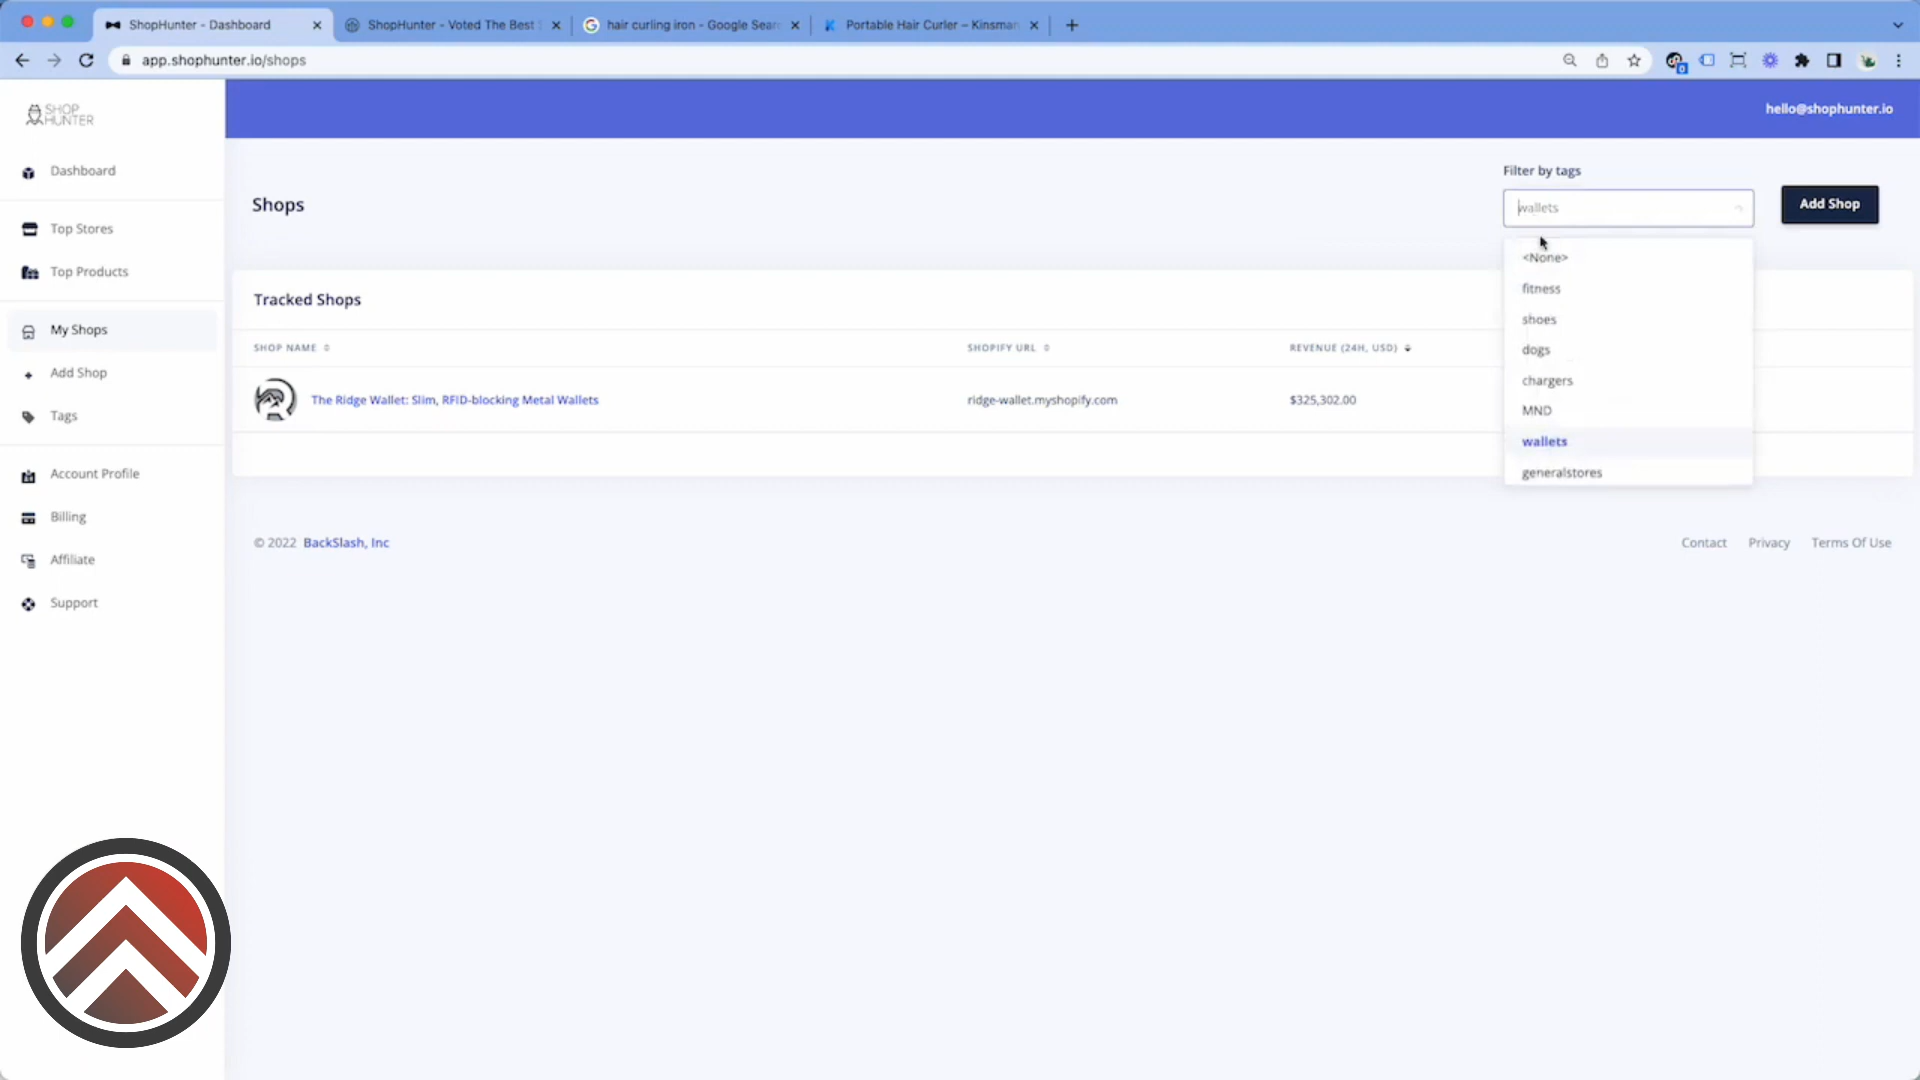 ShopHunter - Dashboard
ShopHunter - Voted The Best
hair curling iron - Google Sear
Portable Hair Curler – Kinsman
app.shophunter.io/shops
SHOP
HUNTER
hello@shophunter.io
Dashboard
Top Stores
Top Products
My Shops
Add Shop
Tags
Account Profile
Billing
Affiliate
Support
Shops
Filter by tags
wallets
Add Shop
<None>
fitness
shoes
dogs
chargers
MND
wallets
generalstores
Tracked Shops
SHOP NAME
SHOPIFY URL
REVENUE (24H, USD)
The Ridge Wallet: Slim, RFID-blocking Metal Wallets
ridge-wallet.myshopify.com
$325,302.00
© 2022 BackSlash, Inc
Contact
Privacy
Terms Of Use